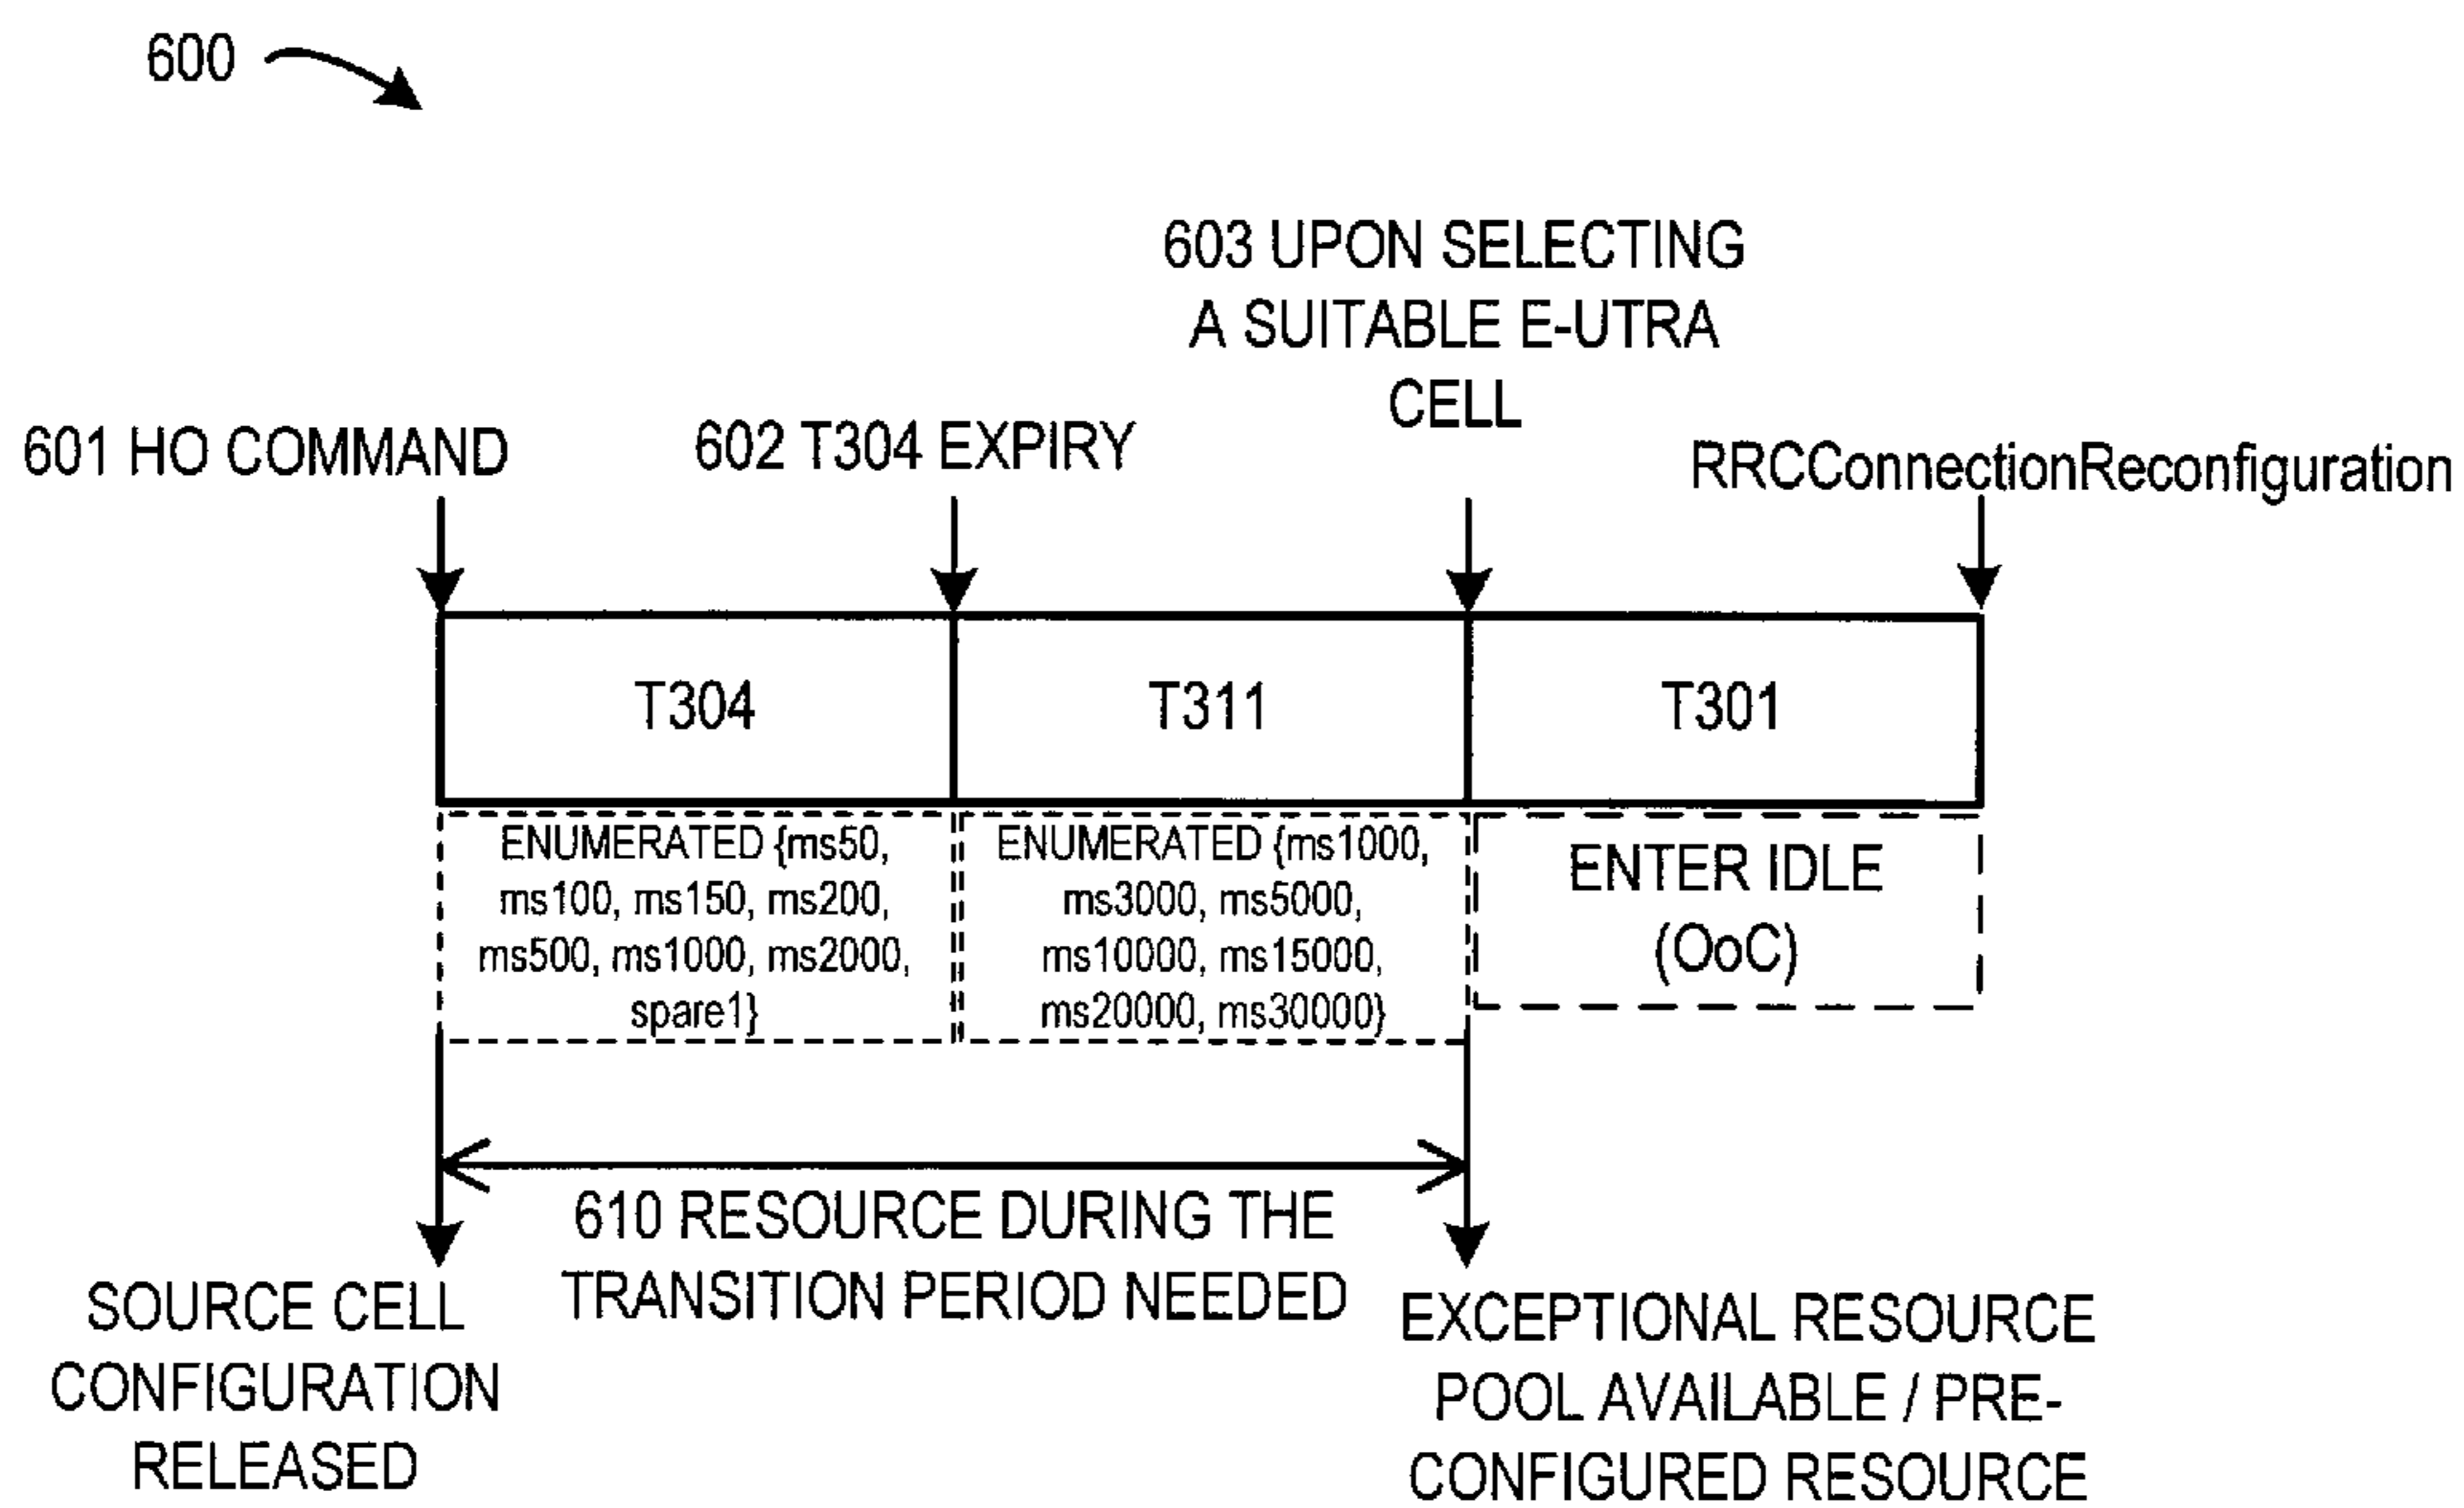 600
603 UPON SELECTING
A SUITABLE E-UTRA
CELL
601 HO COMMAND
602 T304 EXPIRY
RRCConnectionReconfiguration
T304
T311
T301
ENUMERATED {ms50,
ms100, ms150, ms200,
ms500, ms1000, ms2000,
spare1}
ENUMERATED {ms1000,
ms3000, ms5000,
ms10000, ms15000,
ms20000, ms30000}
ENTER IDLE
(OoC)
610 RESOURCE DURING THE
TRANSITION PERIOD NEEDED
SOURCE CELL
CONFIGURATION
RELEASED
EXCEPTIONAL RESOURCE
POOL AVAILABLE / PRE-
CONFIGURED RESOURCE